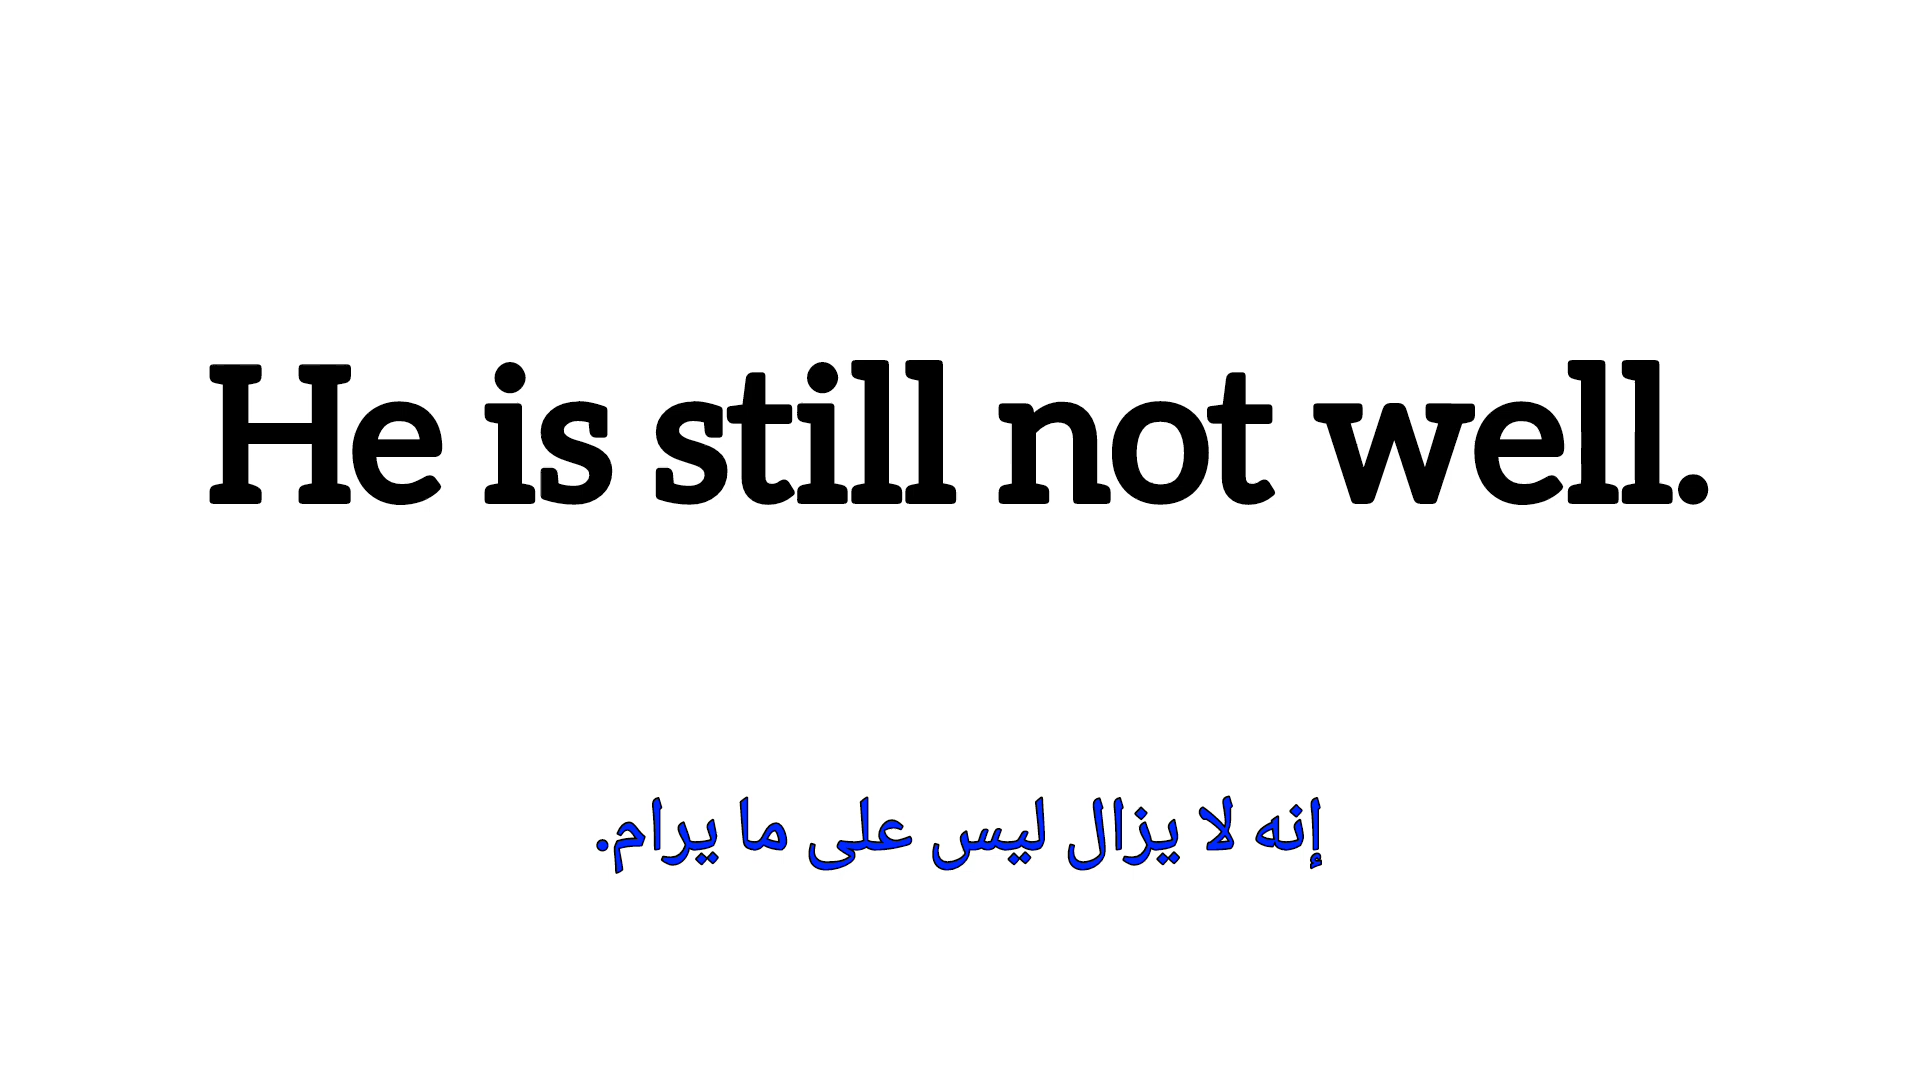 He is still not well.
إنه لا يزال ليس على ما يرام.